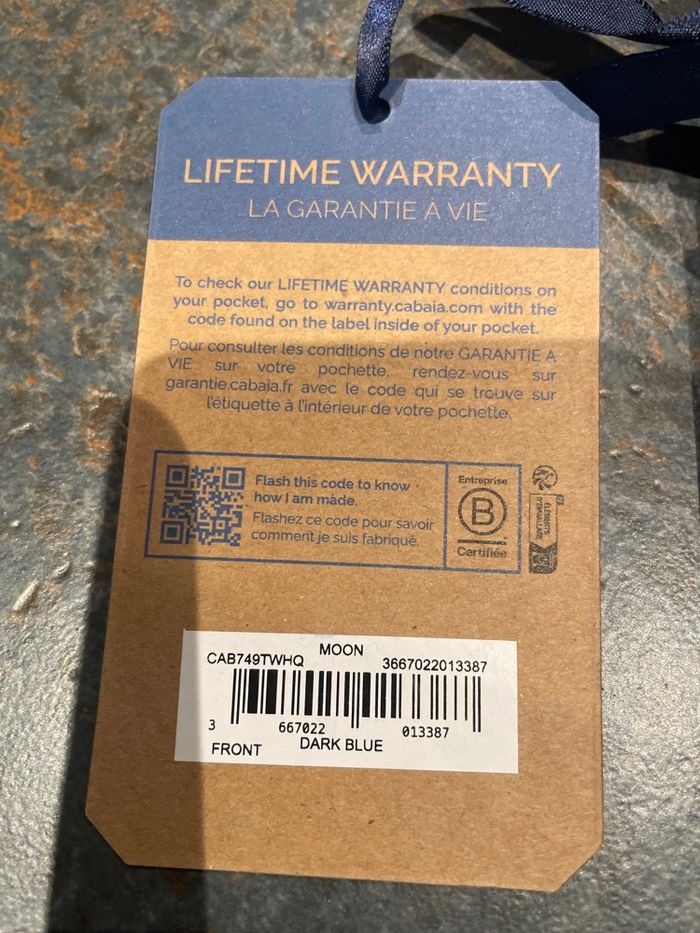 LIFETIME WARRANTY
LA GARANTIE À VIE
To check our LIFETIME WARRANTY conditions on
your pocket, go to warranty.cabaia.com with the
code found on the label inside of your pocket.
Pour consulter les conditions de notre GARANTIE À
VIE sur votre pochette, rendez-vous sur
garantie.cabaia.fr avec le code qui se trouve sur
l'étiquette à l'intérieur de votre pochette.
Flash this code to know
how I am made.
Flashez ce code pour savoir
comment je suis fabriqué.
Entreprise
B
Certifiée
ÉLÉMENTS
D'EMBALLAGE
MOON
CAB749TWHQ
3667022013387
3 667022 013387
FRONT
DARK BLUE